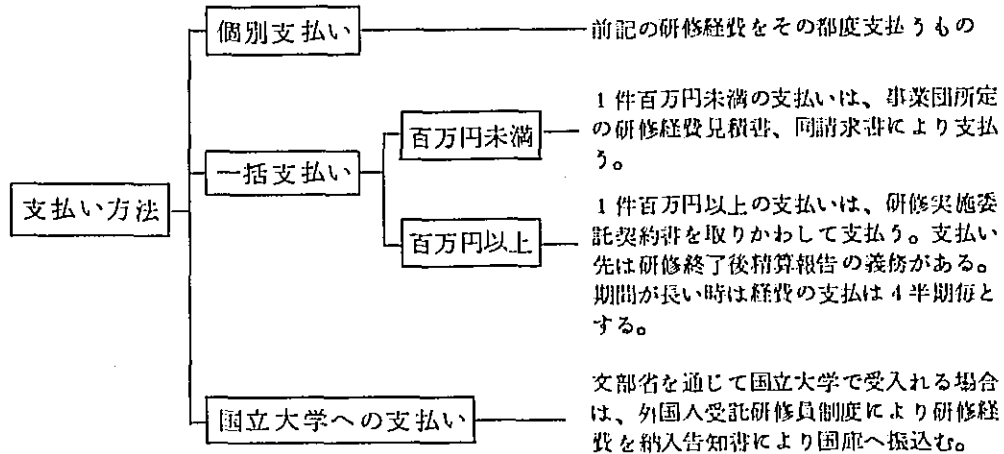 個別支払い
前記の研修経費をその都度支払うもの
1件百万円未満の支払いは、事業団所定
の研修経費見積書、同請求書により支払
う。
百万円未満
一括支払い
支払い方法
1件百万円以上の支払いは、研修実施委
託契約書を取りかわして支払う。支払い
先は研修終了後精算報告の義務がある。
期間が長い時は経費の支払は4半期毎と
する。
百万円以上
文部省を通じて国立大学で受入れる場合
は、外国人受託研修員制度により研修経
費を納入告知書により国庫へ振込む。
国立大学への支払い